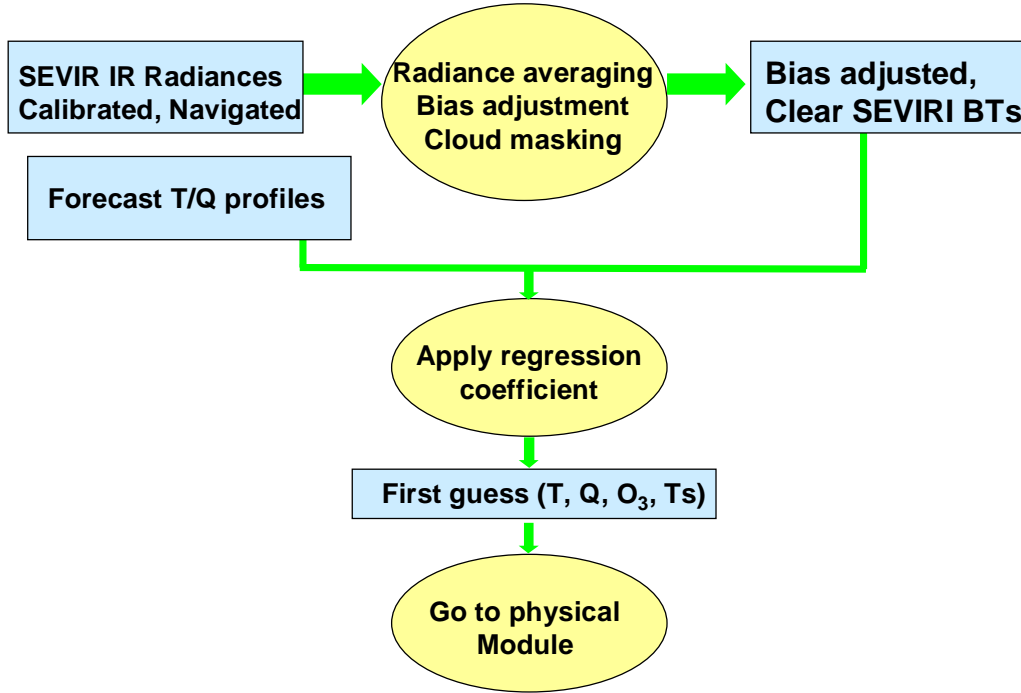 SEVIR IR Radiances
Calibrated, Navigated
Radiance averaging
Bias adjustment
Cloud masking
Bias adjusted,
Clear SEVIRI BTs
Forecast T/Q profiles
Apply regression
coefficient
First guess (T, Q, O₃, Ts)
Go to physical
Module